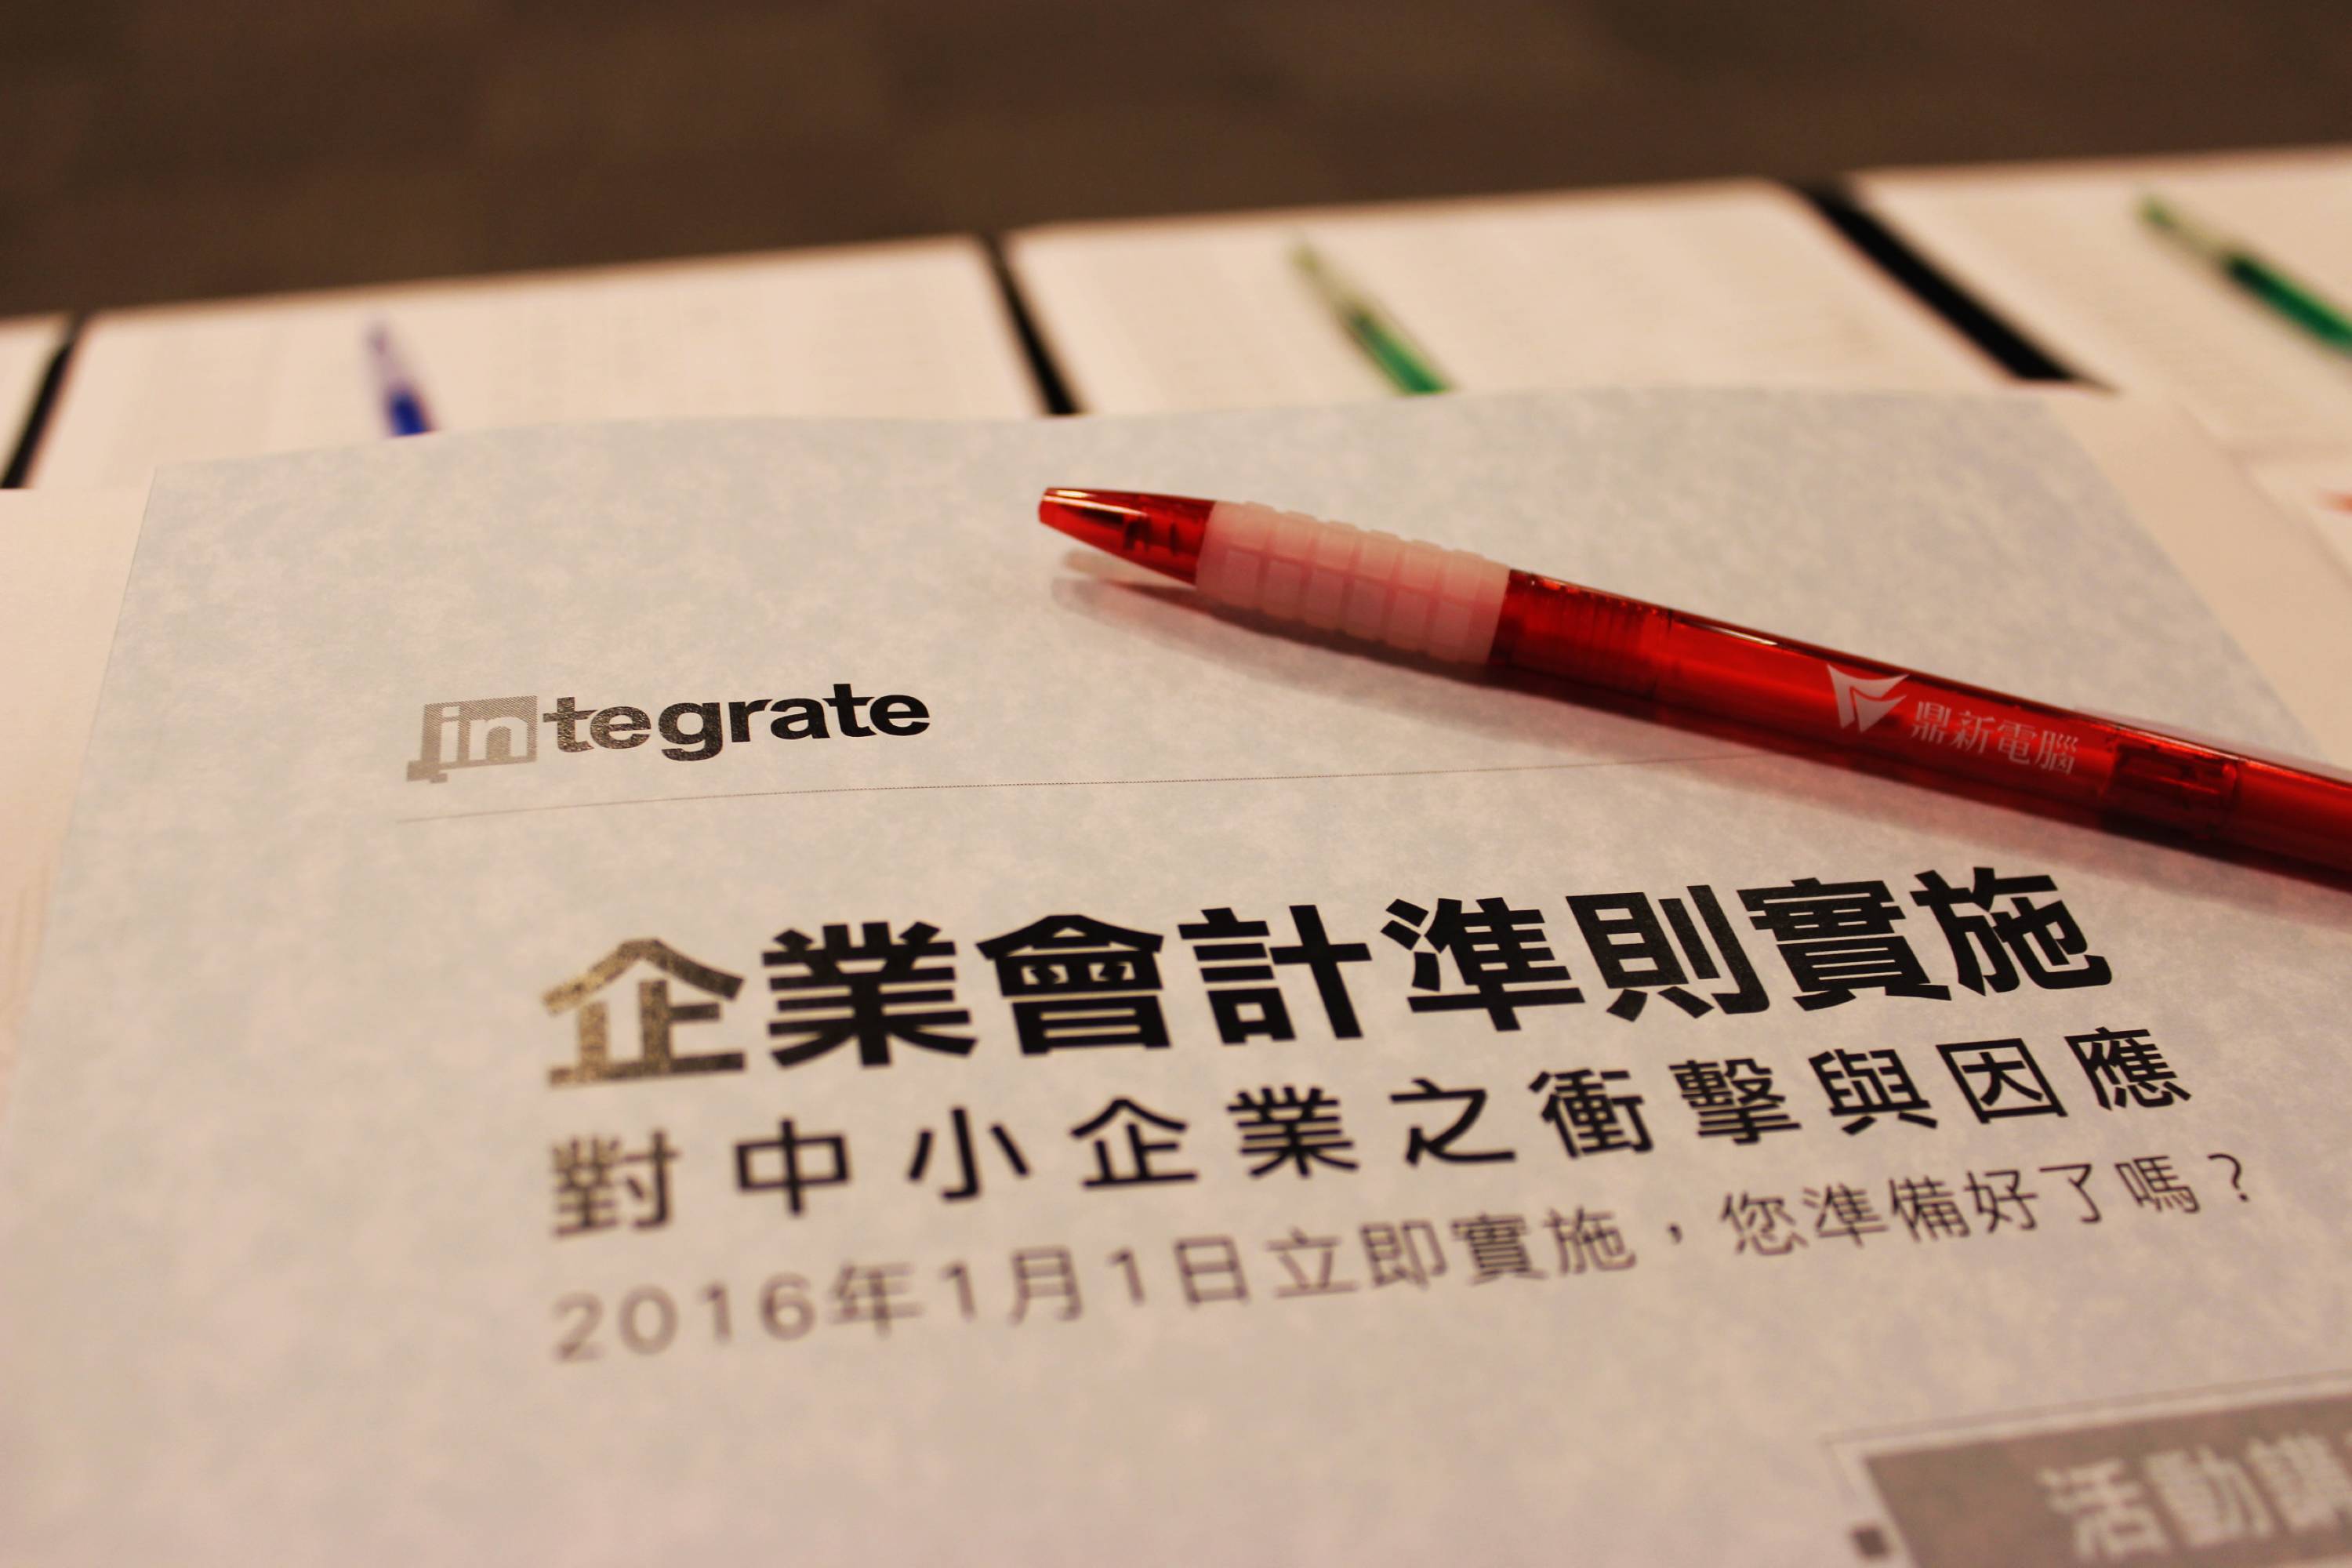 鼎新電腦
integrate
企業會計準則實施
對中小企業之衝擊與因應
2016年1月1日立即實施，您準備好了嗎？
活動講